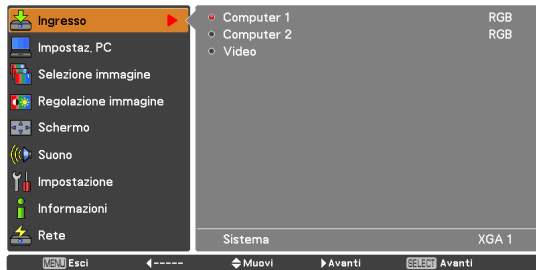 Ingresso
Impostaz. PC
Selezione immagine
Regolazione immagine
Schermo
Suono
Impostazione
Informazioni
Rete
Computer 1 RGB
Computer 2 RGB
Video
Sistema XGA 1
MENU Esci ◀----- Muovi ▶Avanti SELECT Avanti